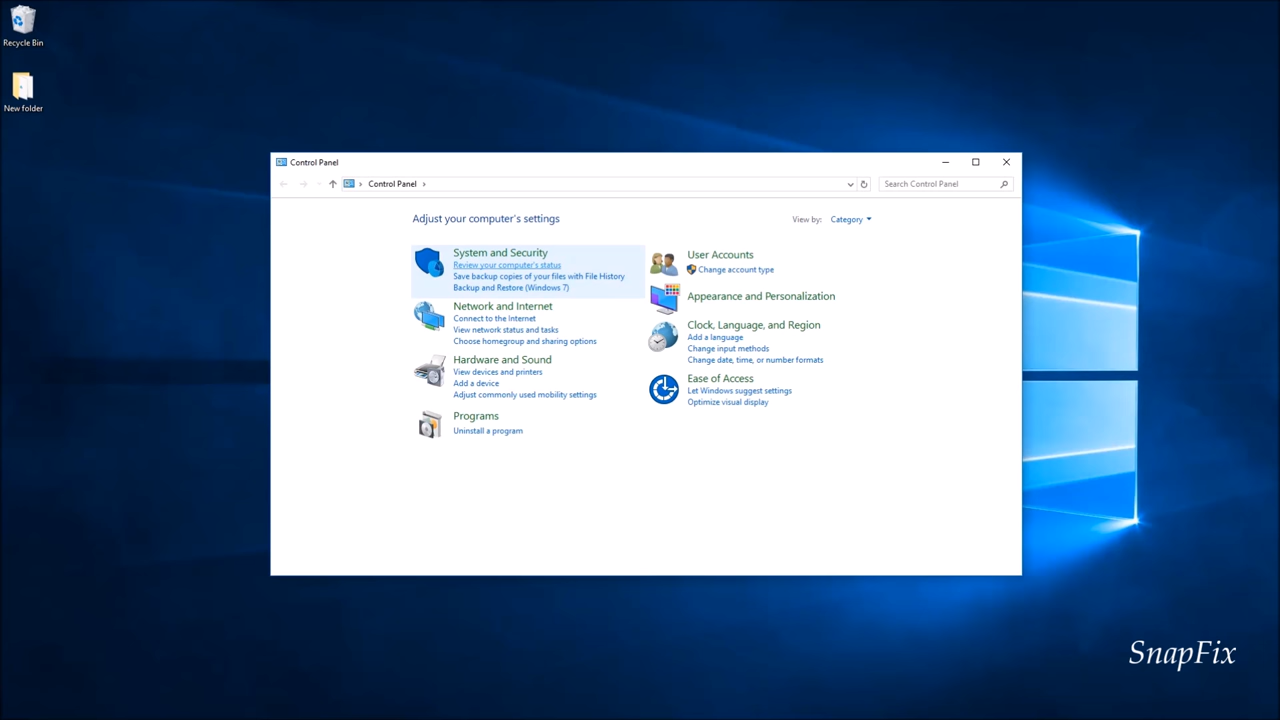 Recycle Bin
New folder
Control Panel
Control Panel
Search Control Panel
Adjust your computer's settings
View by: Category
System and Security
Review your computer's status
Save backup copies of your files with File History
Backup and Restore (Windows 7)
Network and Internet
Connect to the Internet
View network status and tasks
Choose homegroup and sharing options
Hardware and Sound
View devices and printers
Add a device
Adjust commonly used mobility settings
Programs
Uninstall a program
User Accounts
Change account type
Appearance and Personalization
Clock, Language, and Region
Add a language
Change input methods
Change date, time, or number formats
Ease of Access
Let Windows suggest settings
Optimize visual display
SnapFix